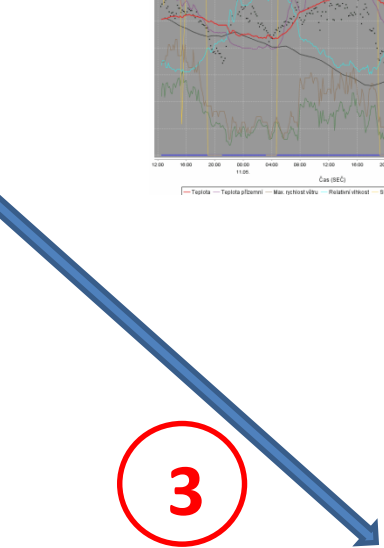 12:00 16:00 20:00 00:00 04:00 08:00 12:00 16:00 20
11.06.
Čas (SEČ)
Teplota Teplota přízemní Max. rychlost větru Relativní vlhkost S
3